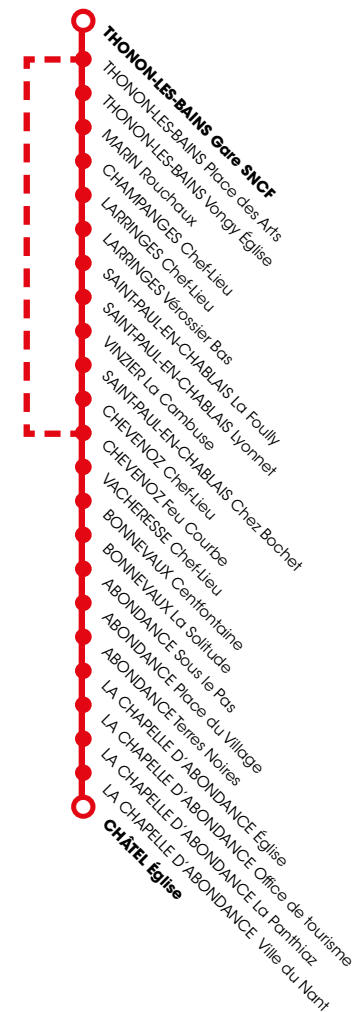 THONON-LES-BAINS Gare SNCF
THONON-LES-BAINS Place des Arts
THONON-LES-BAINS Vongy Église
MARIN Rouchaux
CHAMPANGES Chef-Lieu
LARRINGES Chef-Lieu
LARRINGES Vérossier Bas
SAINT-PAUL-EN-CHABLAIS La Foully
SAINT-PAUL-EN-CHABLAIS Lyonnet
VINZIER La Cambuse
SAINT-PAUL-EN-CHABLAIS Chez Bochet
CHEVENOZ Chef-Lieu
CHEVENOZ Feu Courbe
VACHERESSE Chef-Lieu
BONNEVAUX Centfontaine
BONNEVAUX La Solitude
ABONDANCE Sous le Pas
ABONDANCE Place du Village
ABONDANCE Terres Noires
LA CHAPELLE D'ABONDANCE Église
LA CHAPELLE D'ABONDANCE Office de tourisme
LA CHAPELLE D'ABONDANCE La Panthiaz
LA CHAPELLE D'ABONDANCE Ville du Nant
CHÂTEL Église